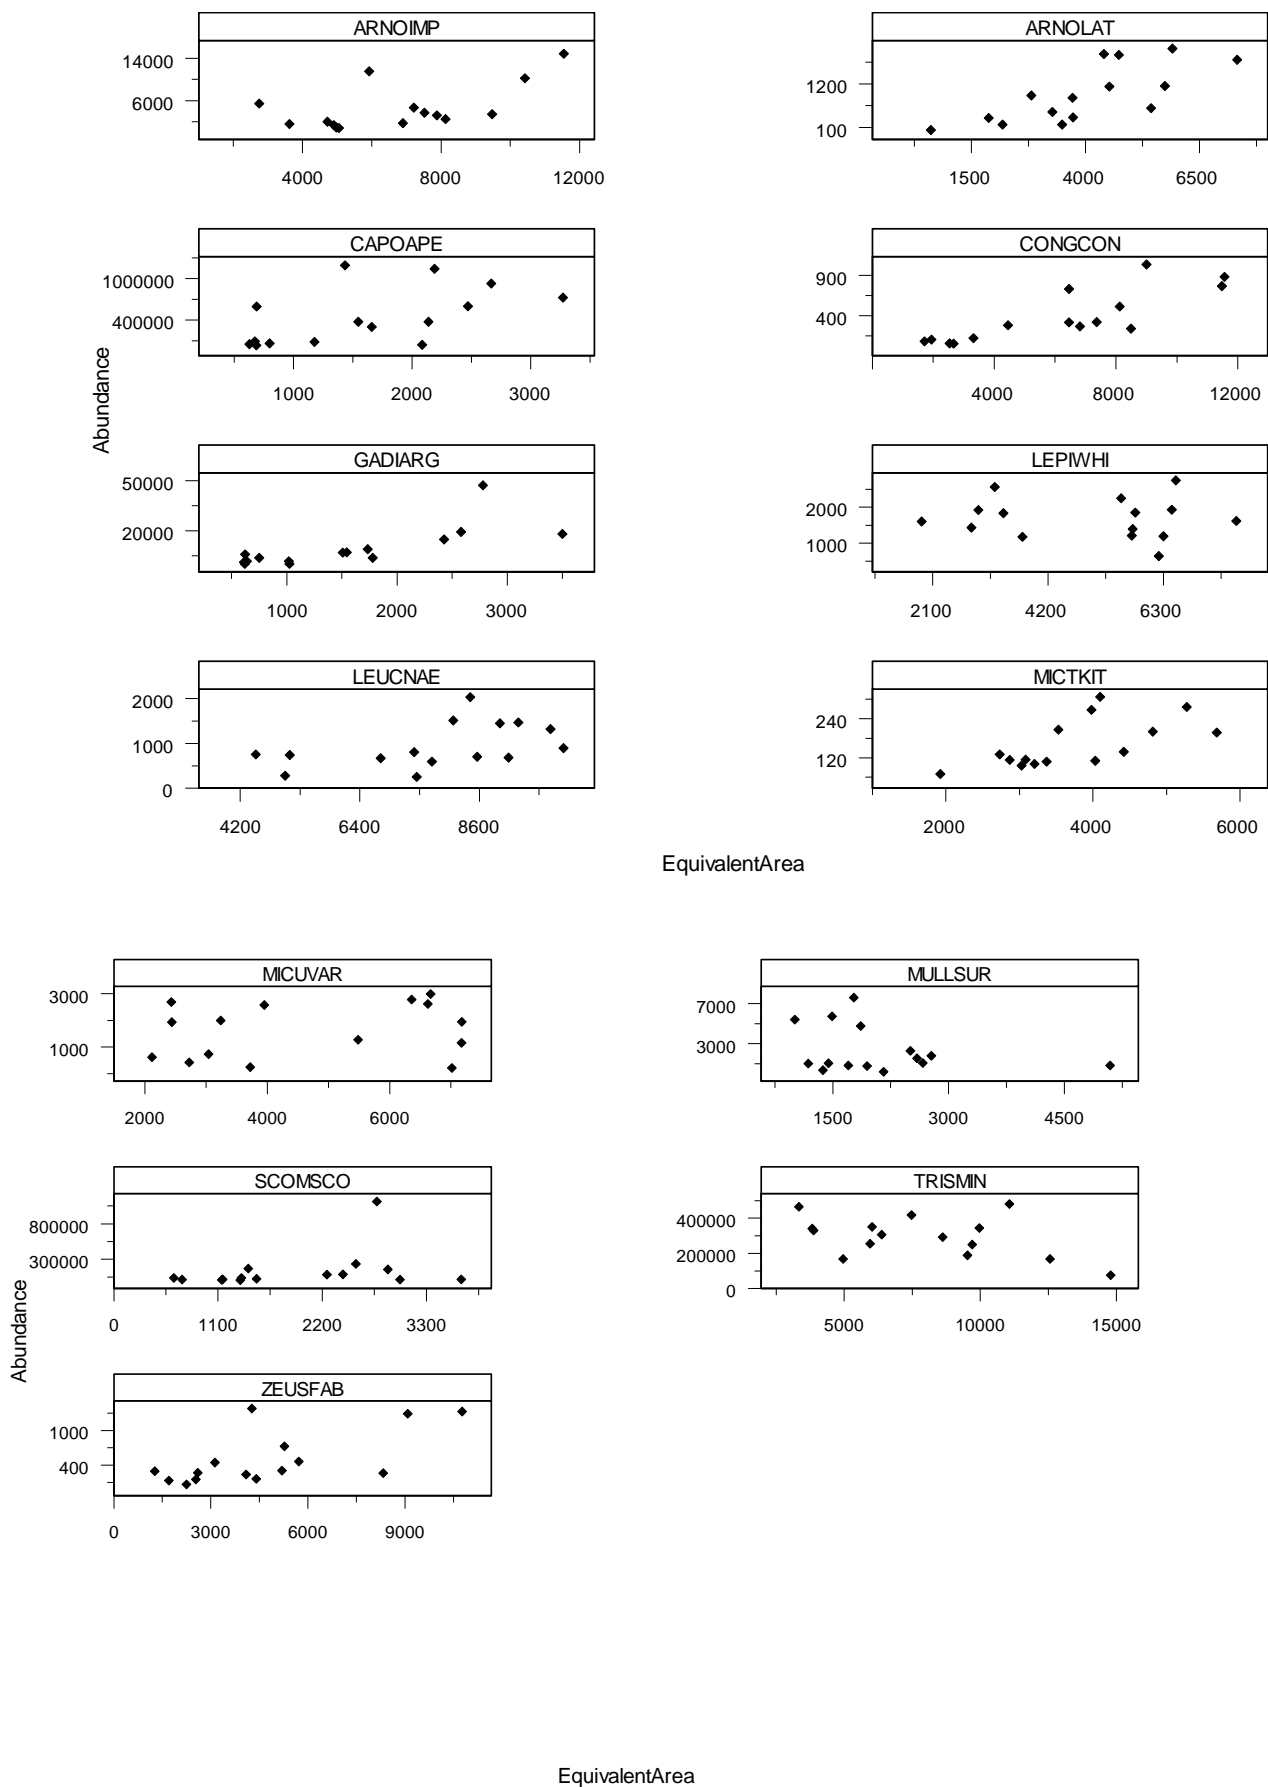 ARNOIMP ARNOLAT
14000
6000
1200
100
4000 8000 12000
1500 4000 6500
CAPOAPE CONGCON
1000000
400000
900
400
1000 2000 3000
4000 8000 12000
Abundance
GADIARG LEPIWHI
50000
20000
2000
1000
1000 2000 3000
2100 4200 6300
LEUCNAE MICTKIT
2000
1000
0
240
120
4200 6400 8600
2000 4000 6000
EquivalentArea
MICUVAR MULLSUR
3000
1000
7000
3000
2000 4000 6000
1500 3000 4500
SCOMSCO TRISMIN
800000
300000
400000
200000
0
0 1100 2200 3300
5000 10000 15000
Abundance
ZEUSFAB
1000
400
0 3000 6000 9000
EquivalentArea